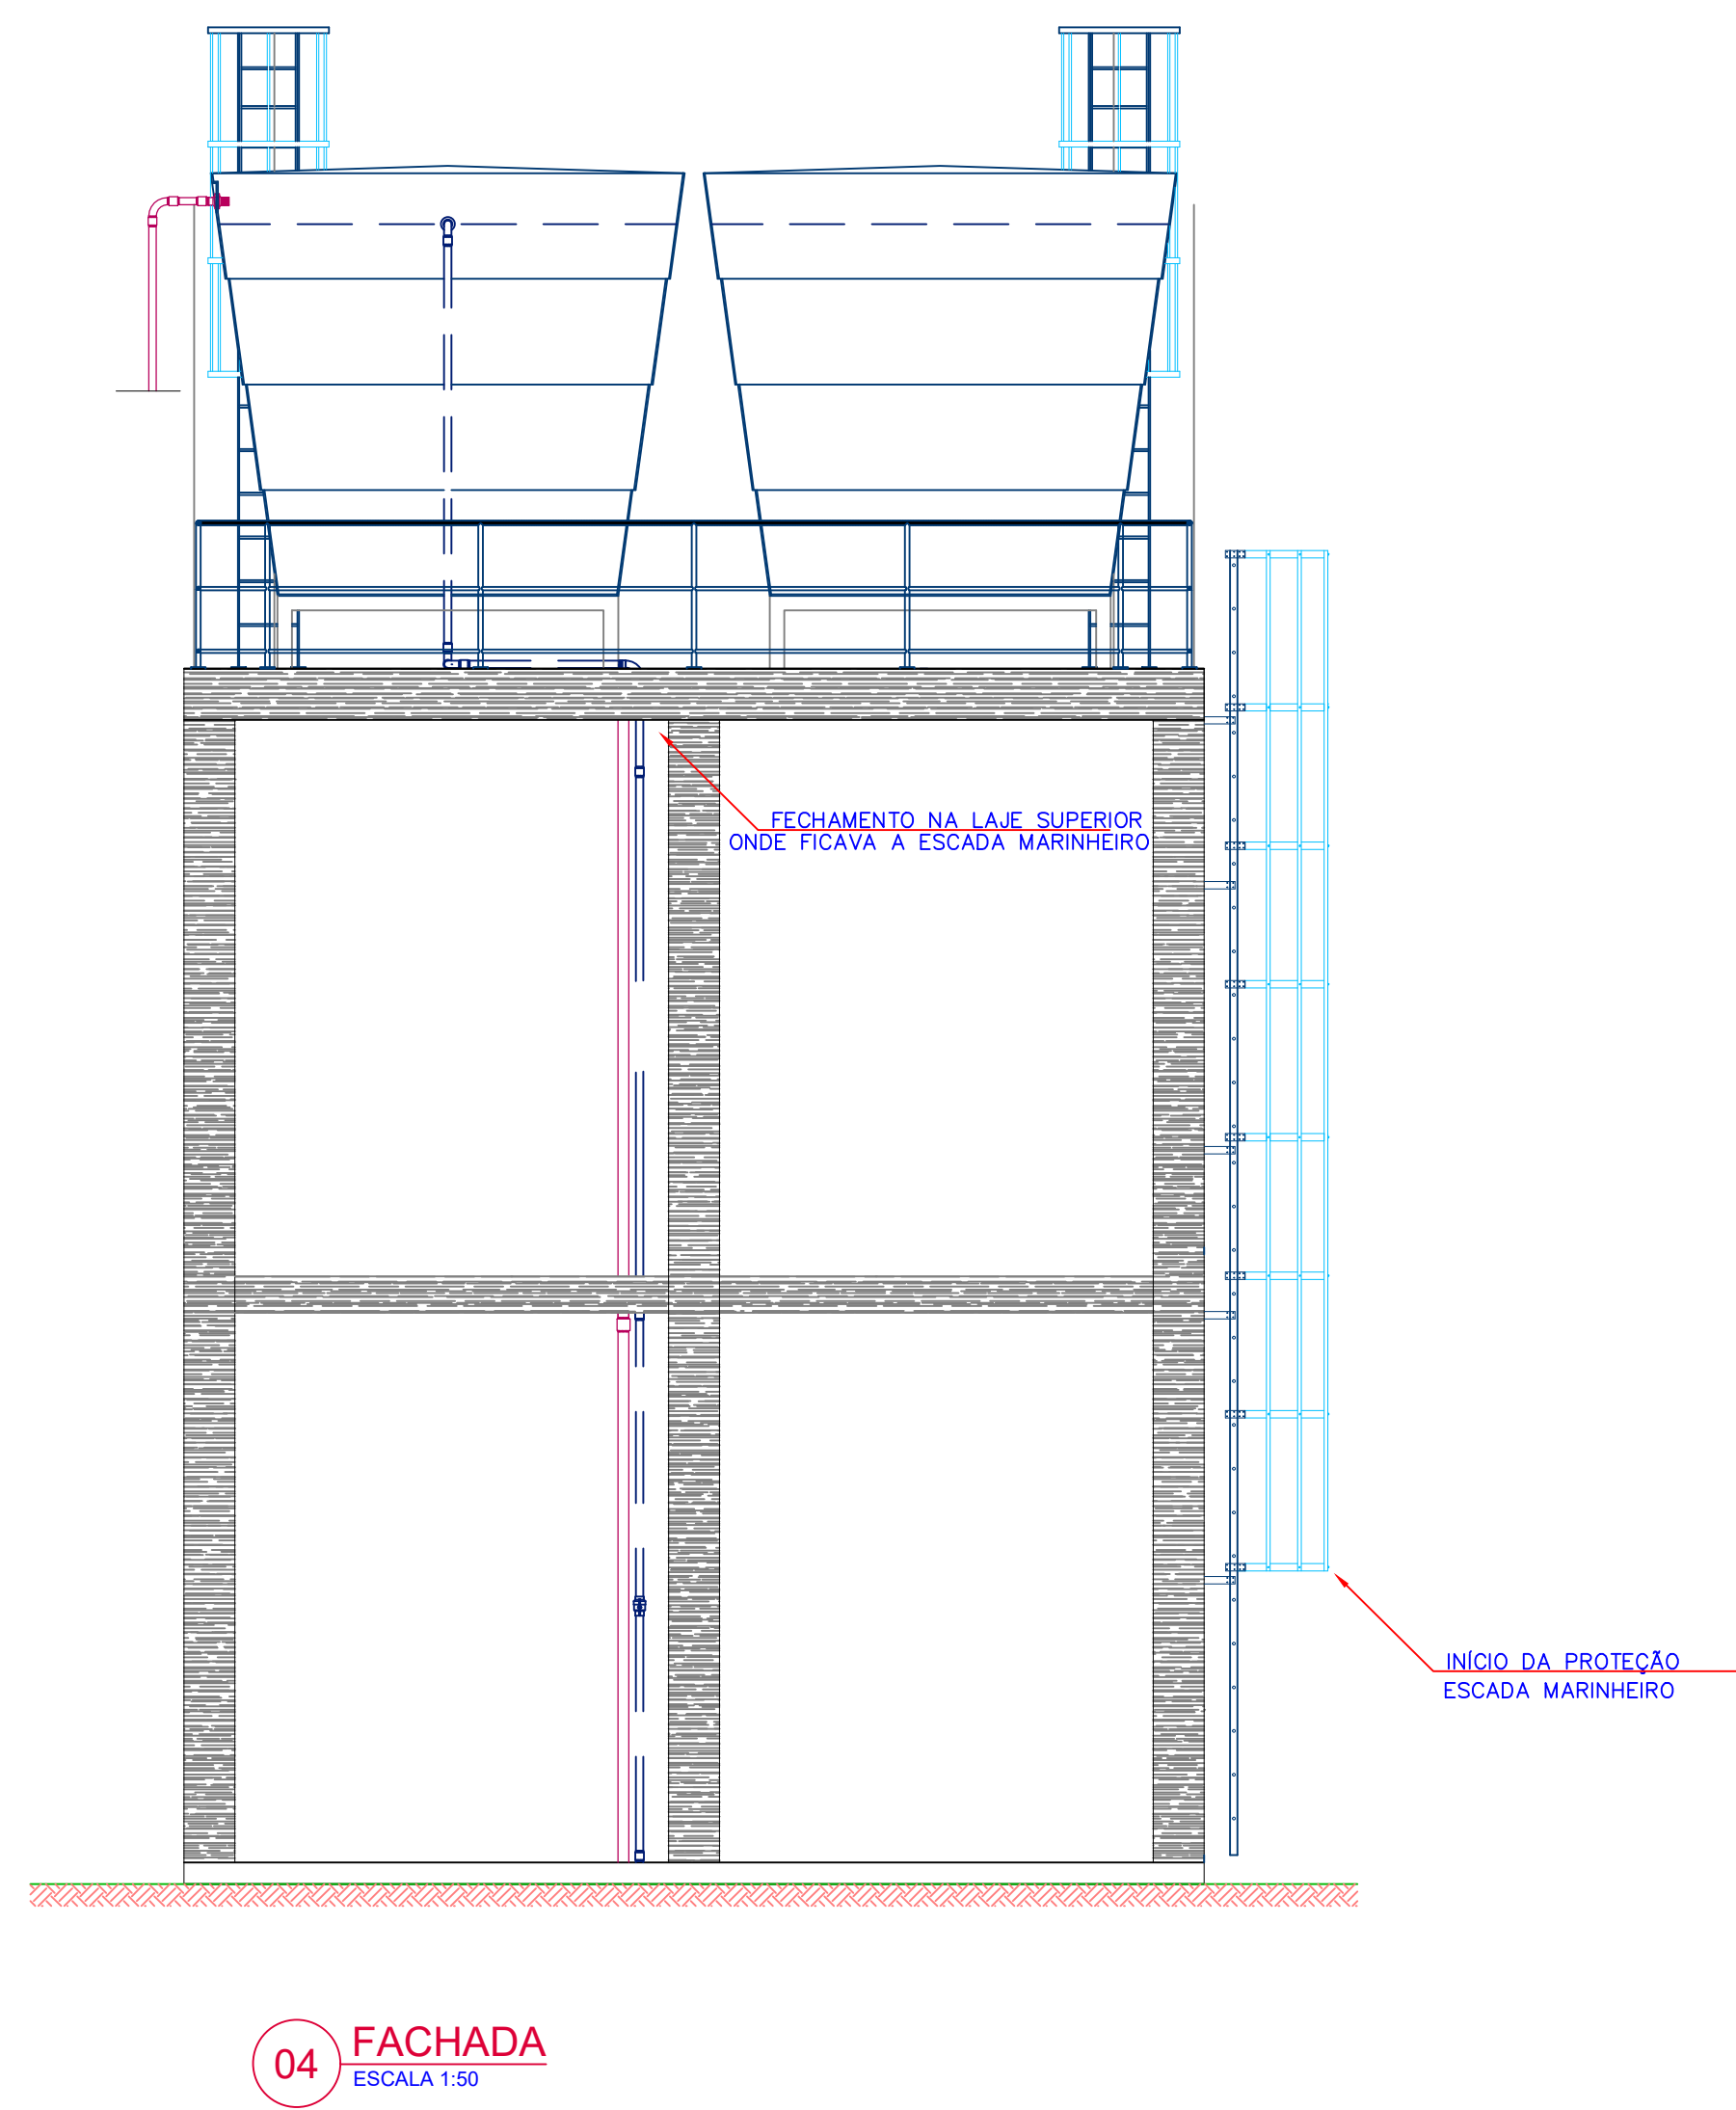 FECHAMENTO NA LAJE SUPERIOR
ONDE FICAVA A ESCADA MARINHEIRO
INÍCIO DA PROTEÇÃO
ESCADA MARINHEIRO
04
FACHADA
ESCALA 1:50